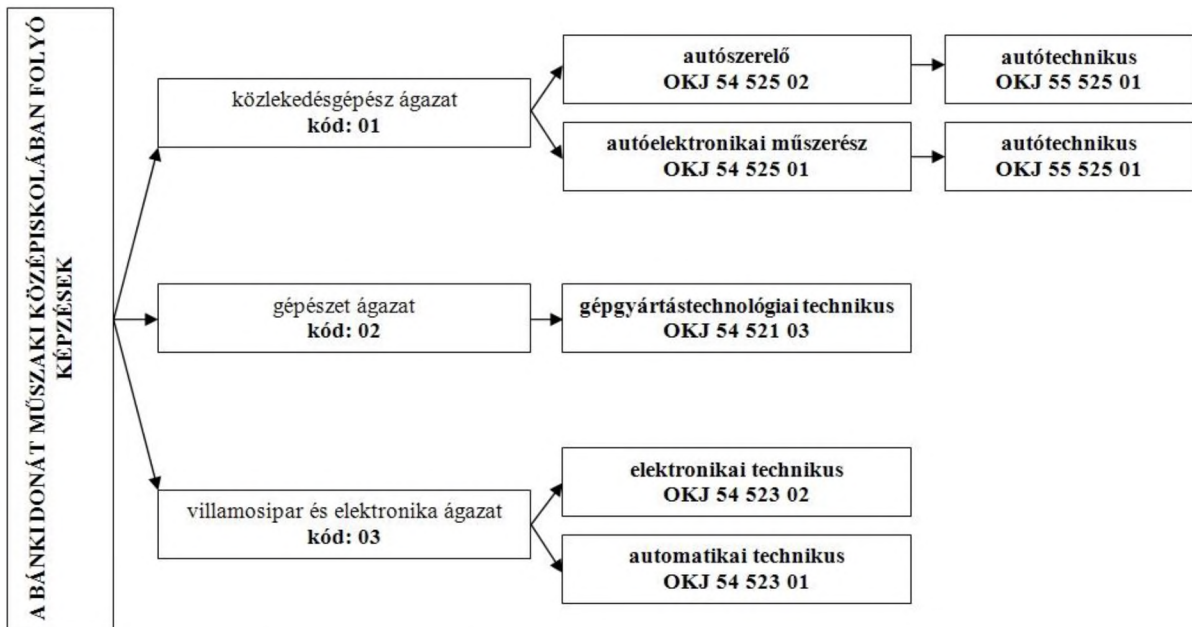 A BÁNKI DONÁT MŰSZAKI KÖZÉPISKOLÁBAN FOLYÓ
KÉPZÉSEK
közlekedésgépész ágazat
kód: 01
autószerelő
OKJ 54 525 02
autótechnikus
OKJ 55 525 01
autóelektronikai műszerész
OKJ 54 525 01
autótechnikus
OKJ 55 525 01
gépészet ágazat
kód: 02
gépgyártástechnológiai technikus
OKJ 54 521 03
villamosipar és elektronika ágazat
kód: 03
elektronikai technikus
OKJ 54 523 02
automatikai technikus
OKJ 54 523 01